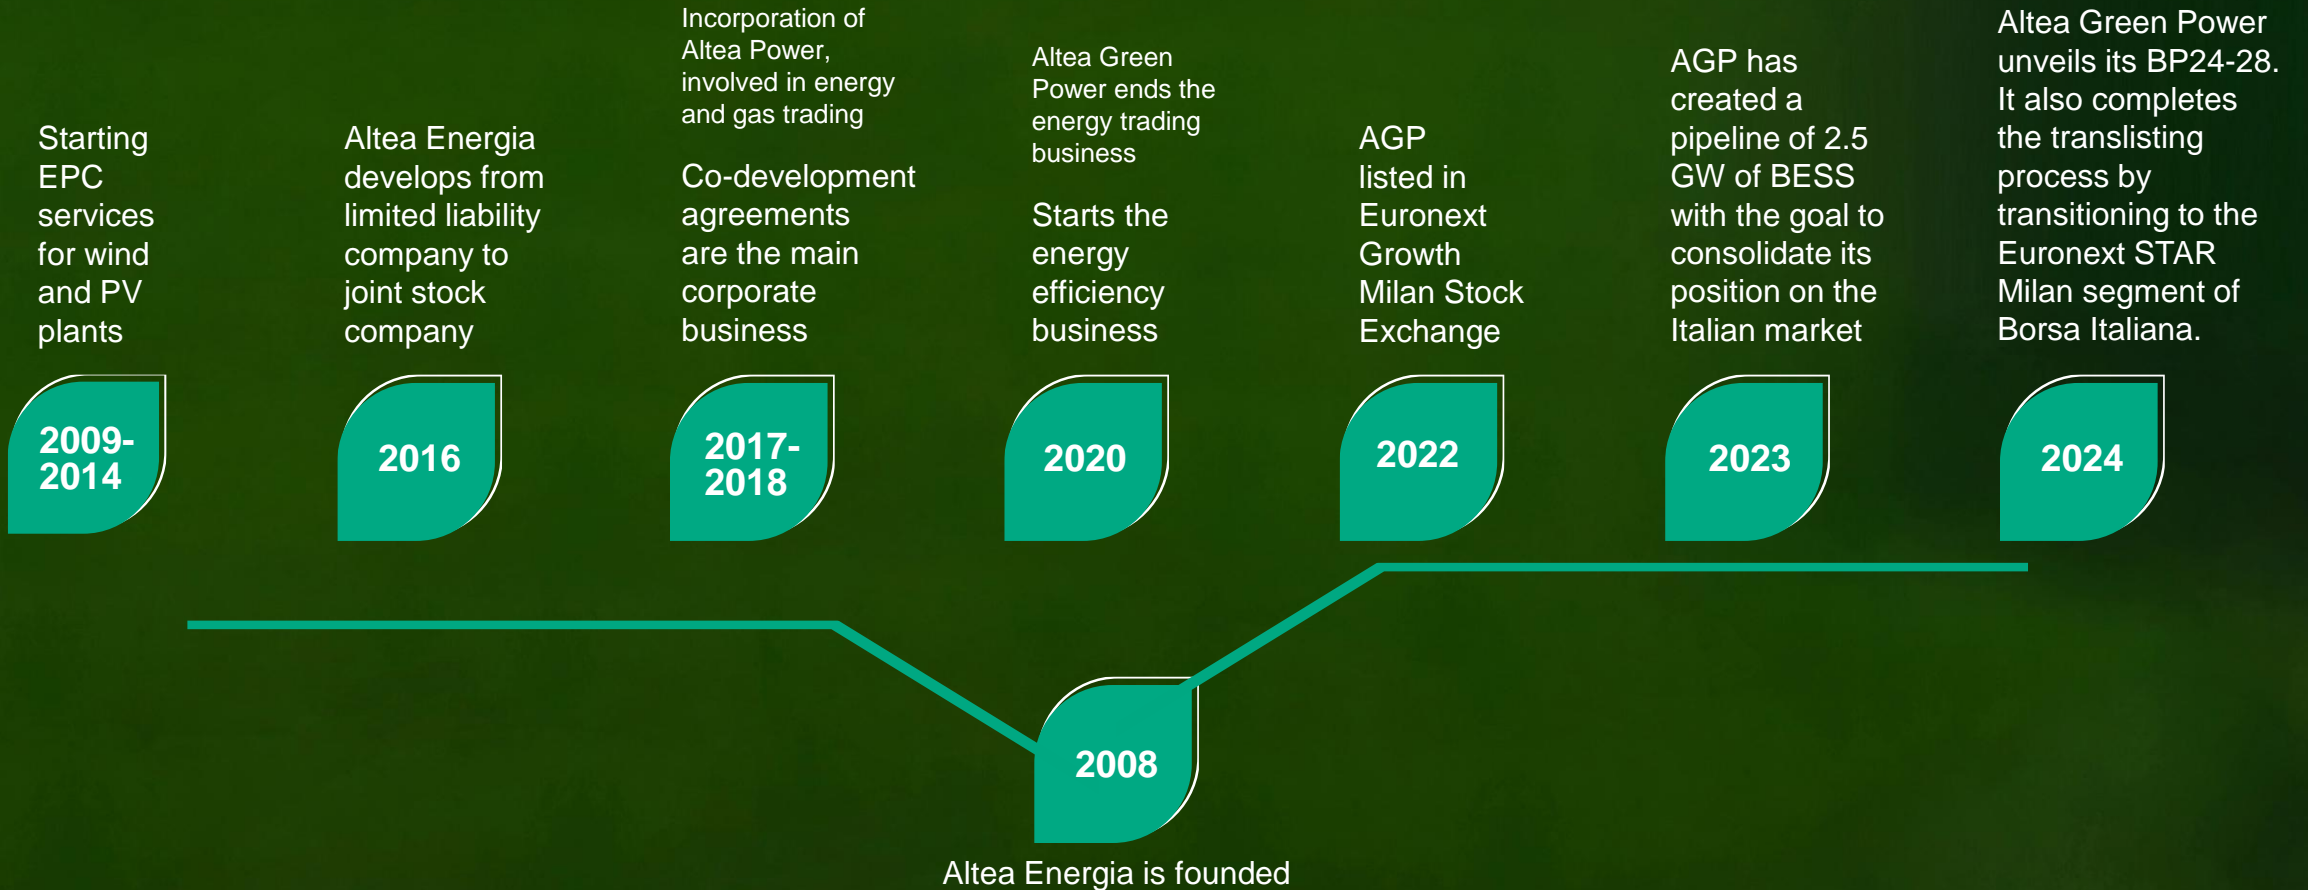 Starting
EPC
services
for wind
and PV
plants
2009-
2014
Altea Energia
develops from
limited liability
company to
joint stock
company
2016
Incorporation of
Altea Power,
involved in energy
and gas trading
Co-development
agreements
are the main
corporate
business
2017-
2018
Altea Green
Power ends the
energy trading
business
Starts the
energy
efficiency
business
2020
AGP
listed in
Euronext
Growth
Milan Stock
Exchange
2022
AGP has
created a
pipeline of 2.5
GW of BESS
with the goal to
consolidate its
position on the
Italian market
2023
Altea Green Power
unveils its BP24-28.
It also completes
the translisting
process by
transitioning to the
Euronext STAR
Milan segment of
Borsa Italiana.
2024
2008
Altea Energia is founded